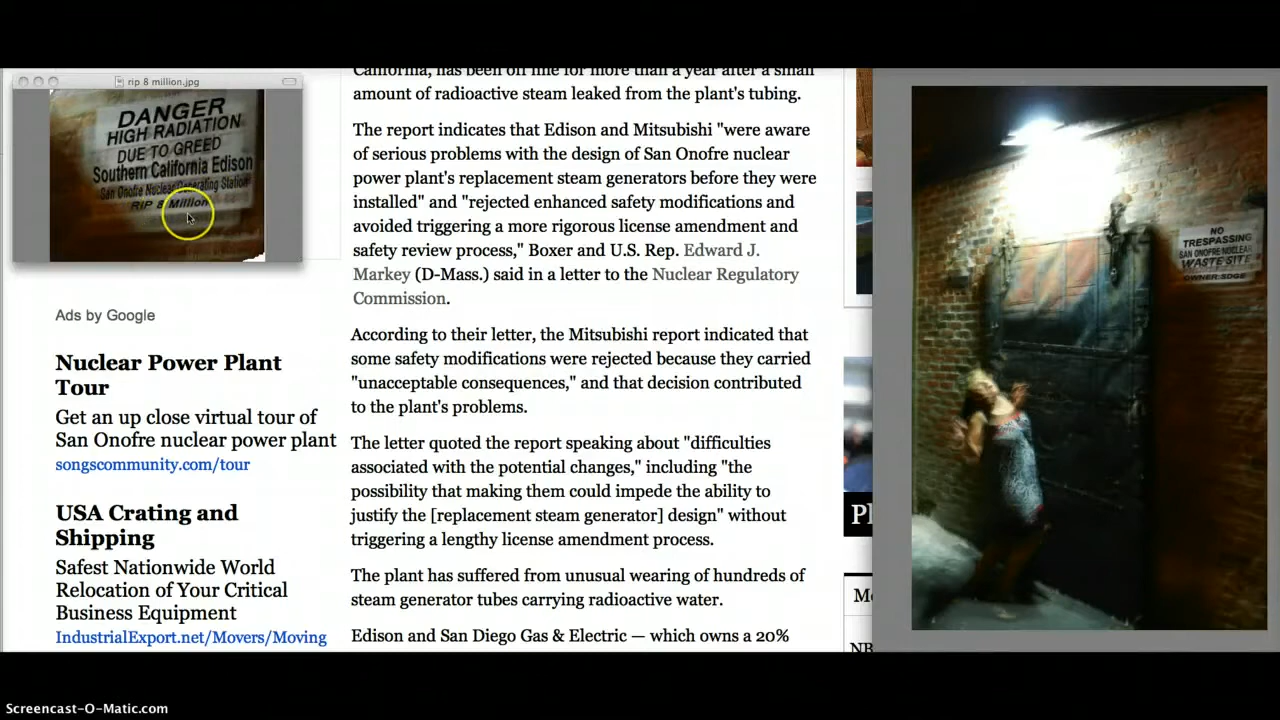 rip 8 million.jpg
DANGER
HIGH RADIATION
DUE TO GREED
Southern California Edison
San Onofre Nuclear Generating Station
RIP 8 Million
Ads by Google
Nuclear Power Plant
Tour
Get an up close virtual tour of
San Onofre nuclear power plant
songscommunity.com/tour
USA Crating and
Shipping
Safest Nationwide World
Relocation of Your Critical
Business Equipment
IndustrialExport.net/Movers/Moving
California, has been off line for more than a year after a small
amount of radioactive steam leaked from the plant's tubing.
The report indicates that Edison and Mitsubishi "were aware
of serious problems with the design of San Onofre nuclear
power plant's replacement steam generators before they were
installed" and "rejected enhanced safety modifications and
avoided triggering a more rigorous license amendment and
safety review process," Boxer and U.S. Rep. Edward J.
Markey (D-Mass.) said in a letter to the Nuclear Regulatory
Commission.
According to their letter, the Mitsubishi report indicated that
some safety modifications were rejected because they carried
"unacceptable consequences," and that decision contributed
to the plant's problems.
The letter quoted the report speaking about "difficulties
associated with the potential changes," including "the
possibility that making them could impede the ability to
justify the [replacement steam generator] design" without
triggering a lengthy license amendment process.
The plant has suffered from unusual wearing of hundreds of
steam generator tubes carrying radioactive water.
Edison and San Diego Gas & Electric — which owns a 20%
NO
TRESPASSING
SAN ONOFRE NUCLEAR
WASTE SITE
OWNER:SDGE
Screencast-O-Matic.com